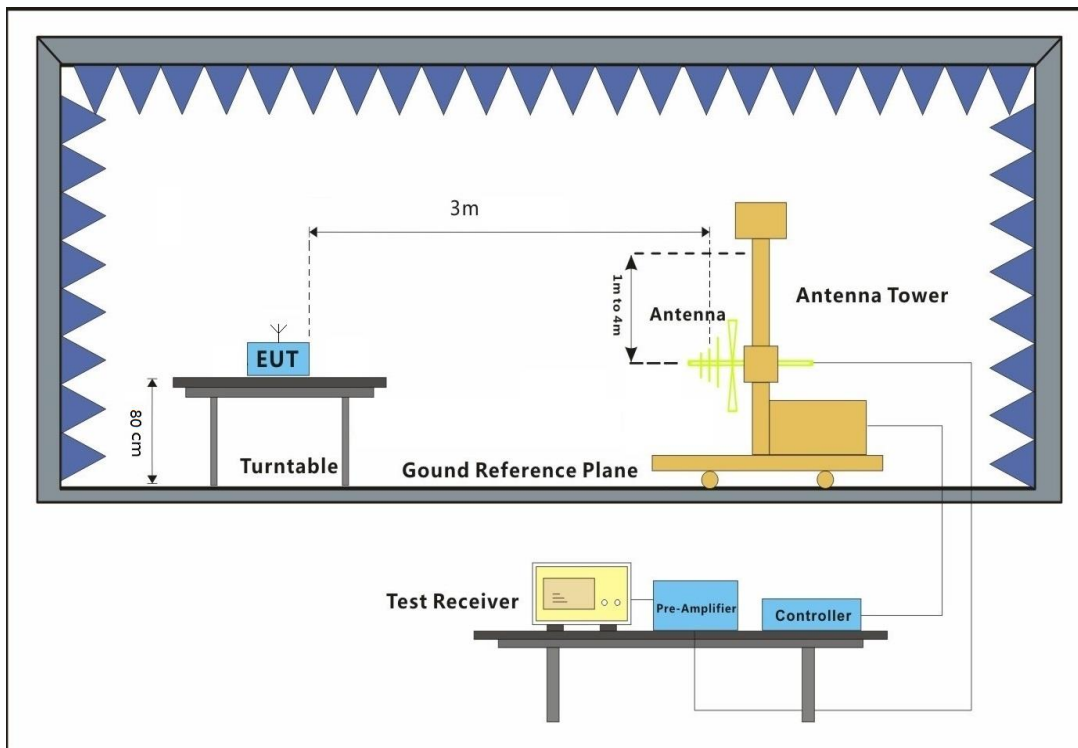 3m
1m to 4m
Antenna Tower
Antenna
EUT
80 cm
Turntable
Gound Reference Plane
Test Receiver
Pre-Amplifier
Controller